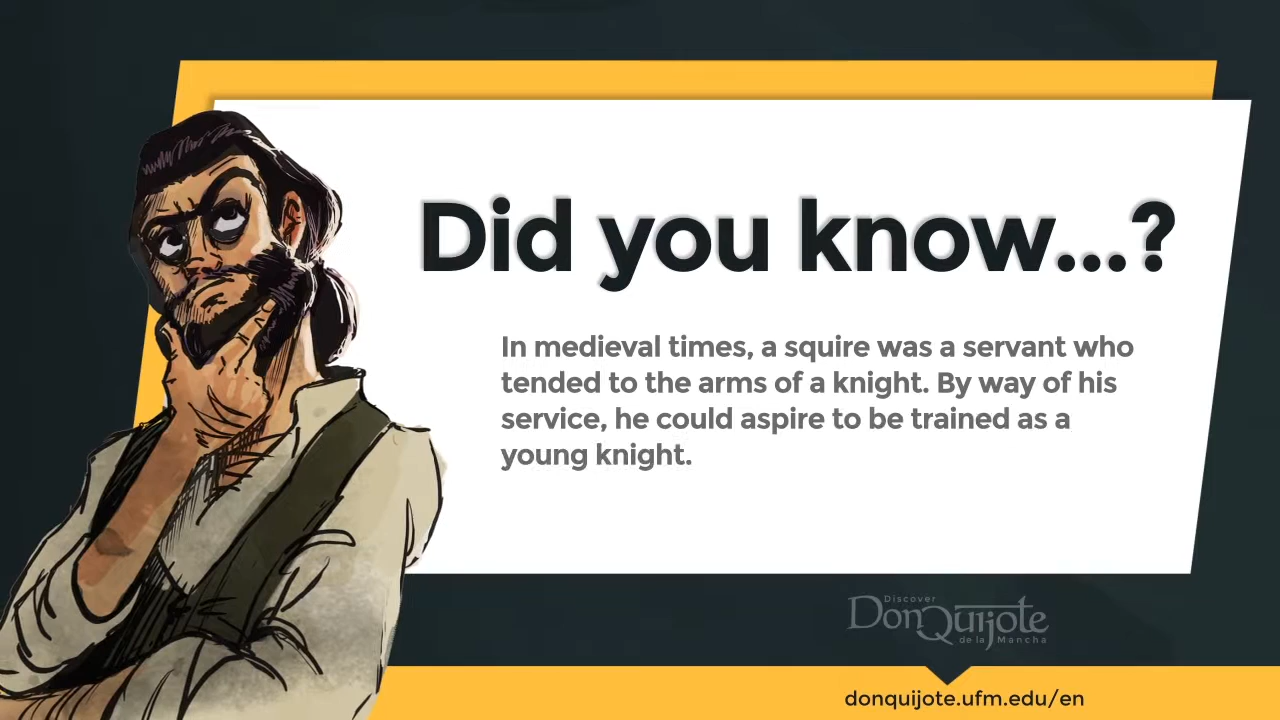 Did you know...?
In medieval times, a squire was a servant who
tended to the arms of a knight. By way of his
service, he could aspire to be trained as a
young knight.
Discover
DonQuijote
de la Mancha
donquijote.ufm.edu/en